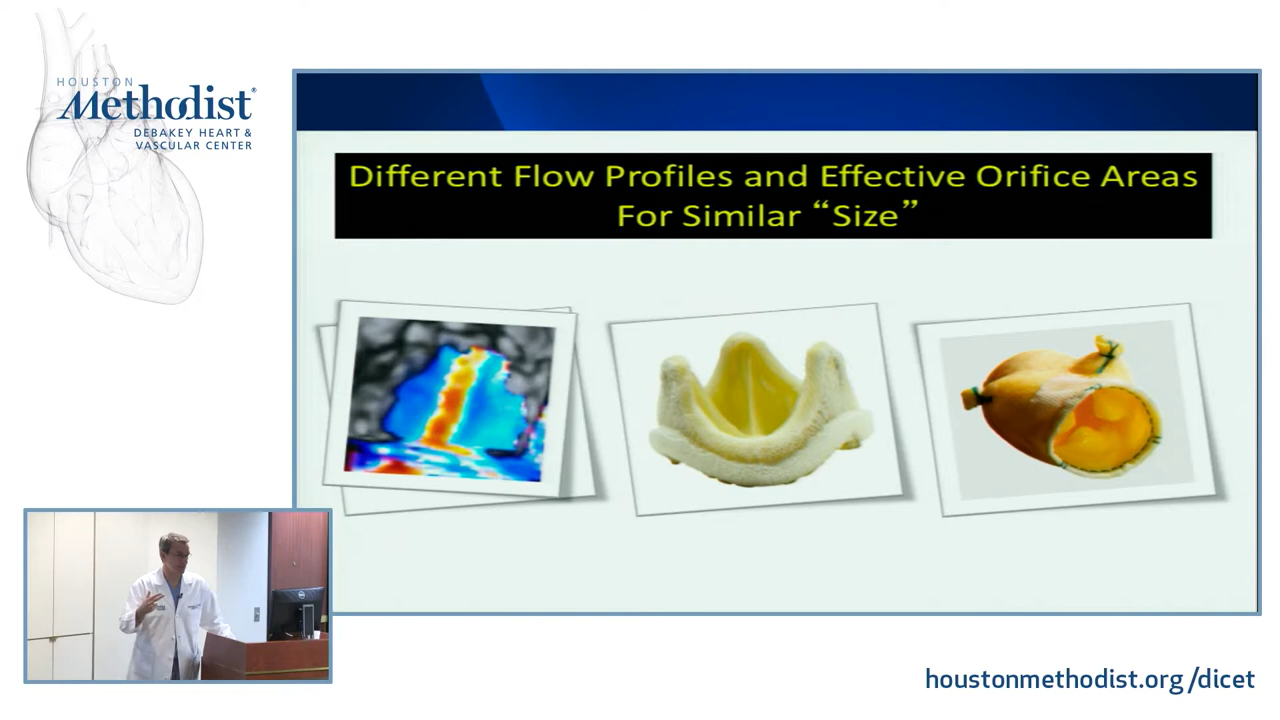 HOUSTON
Methodist®
DEBAKEY HEART &
VASCULAR CENTER
Different Flow Profiles and Effective Orifice Areas
For Similar “Size”
houstonmethodist.org/dicet